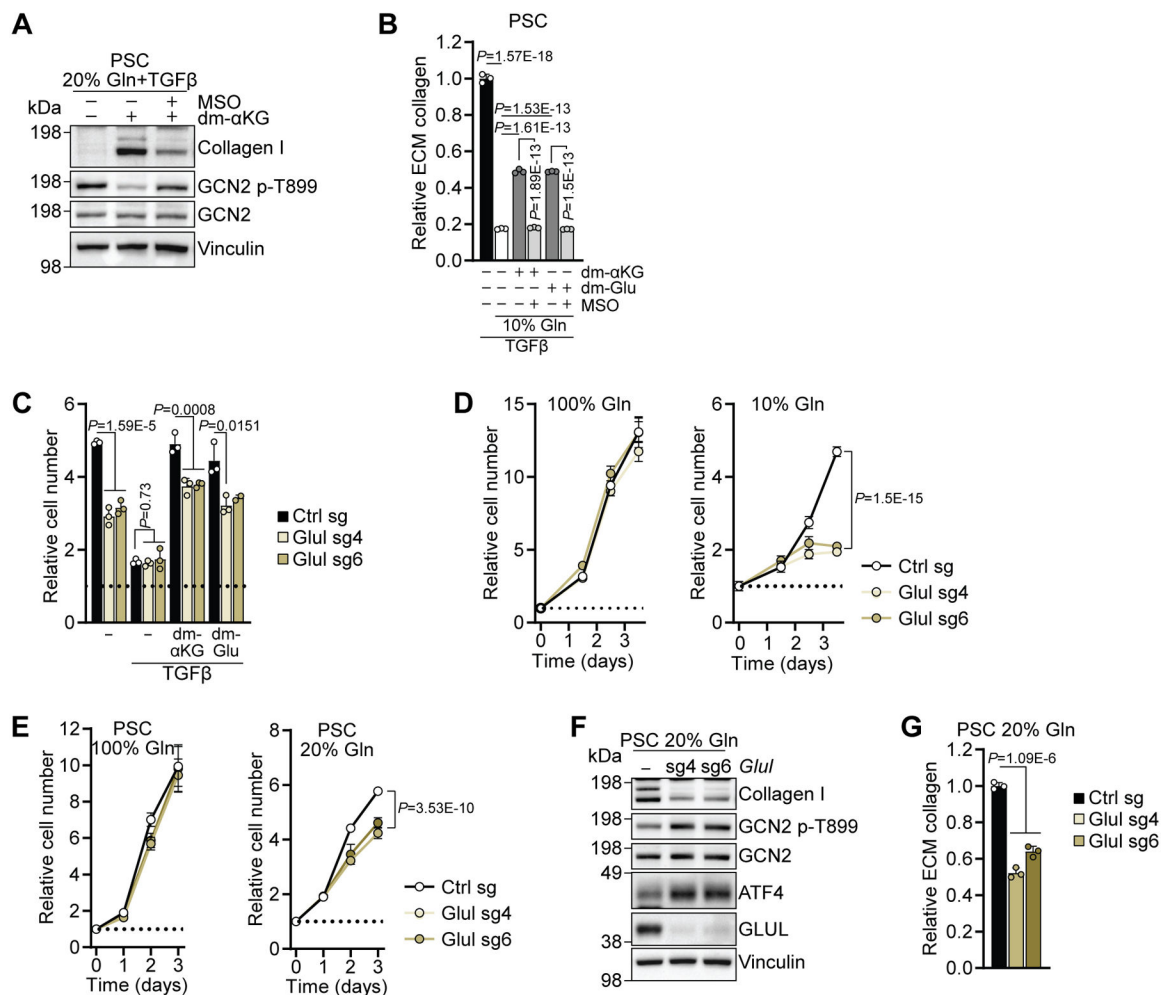 A
PSC
20% Gln+TGFβ
kDa
– – + MSO
– + + dm-αKG
198
Collagen I
198
GCN2 p-T899
198
GCN2
Vinculin
98
B
PSC
Relative ECM collagen
1.2
1.0
0.8
0.6
0.4
0.2
0.0
P=1.57E-18
P=1.53E-13
P=1.61E-13
P=1.89E-13
P=1.5E-13
– – + + – – dm-αKG
– – – – + + dm-Glu
– – – + – + MSO
10% Gln
TGFβ
C
Relative cell number
6
4
2
0
P=1.59E-5
P=0.73
P=0.0008
P=0.0151
Ctrl sg
Glul sg4
Glul sg6
– – dm-αKG dm-Glu
TGFβ
D
100% Gln
Relative cell number
15
10
5
0
0 1 2 3
Time (days)
10% Gln
Relative cell number
6
4
2
0
P=1.5E-15
0 1 2 3
Time (days)
Ctrl sg
Glul sg4
Glul sg6
E
PSC
100% Gln
Relative cell number
12
10
8
6
4
2
0
0 1 2 3
Time (days)
PSC
20% Gln
Relative cell number
8
6
4
2
0
P=3.53E-10
0 1 2 3
Time (days)
Ctrl sg
Glul sg4
Glul sg6
F
PSC 20% Gln
kDa
– sg4 sg6 Glul
198
Collagen I
198
GCN2 p-T899
198
GCN2
49
ATF4
GLUL
38
Vinculin
98
G
PSC 20% Gln
Relative ECM collagen
1.2
1.0
0.8
0.6
0.4
0.2
0.0
P=1.09E-6
Ctrl sg
Glul sg4
Glul sg6